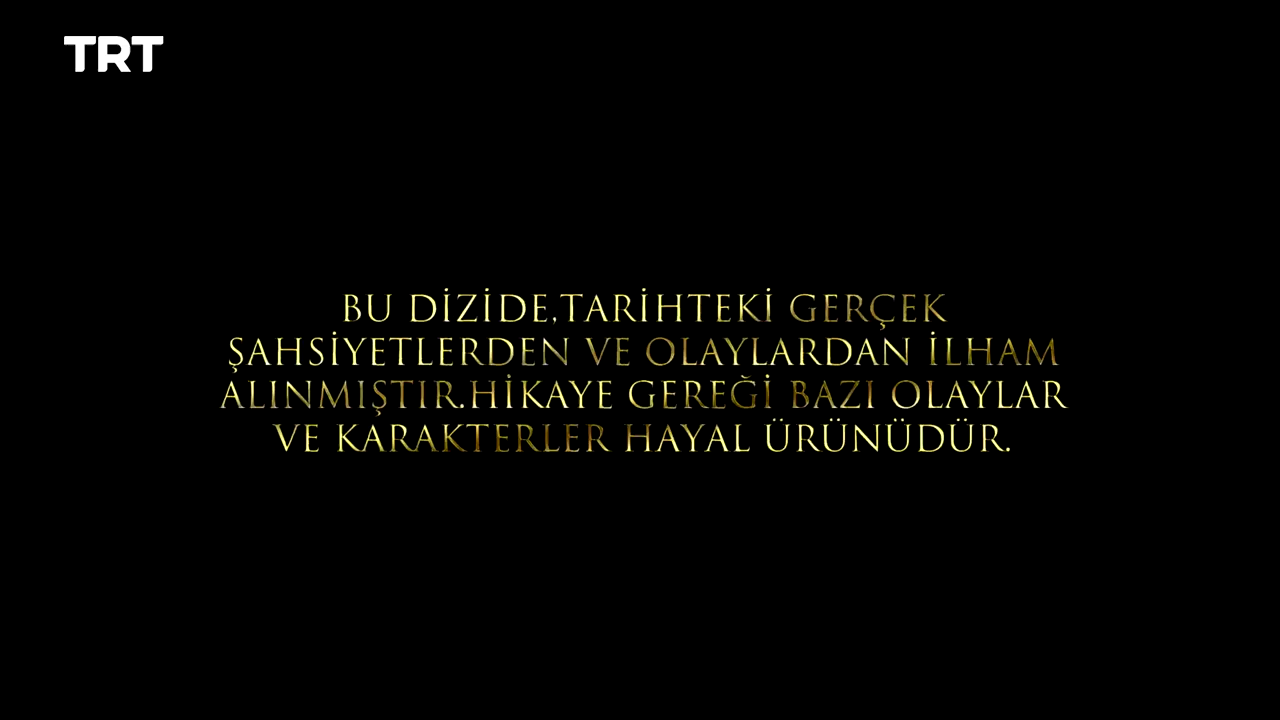 TRT
BU DİZİDE,TARİHTEKİ GERÇEK
ŞAHSİYETLERDEN VE OLAYLARDAN İLHAM
ALINMIŞTIR.HİKAYE GEREĞİ BAZI OLAYLAR
VE KARAKTERLER HAYAL ÜRÜNÜDÜR.